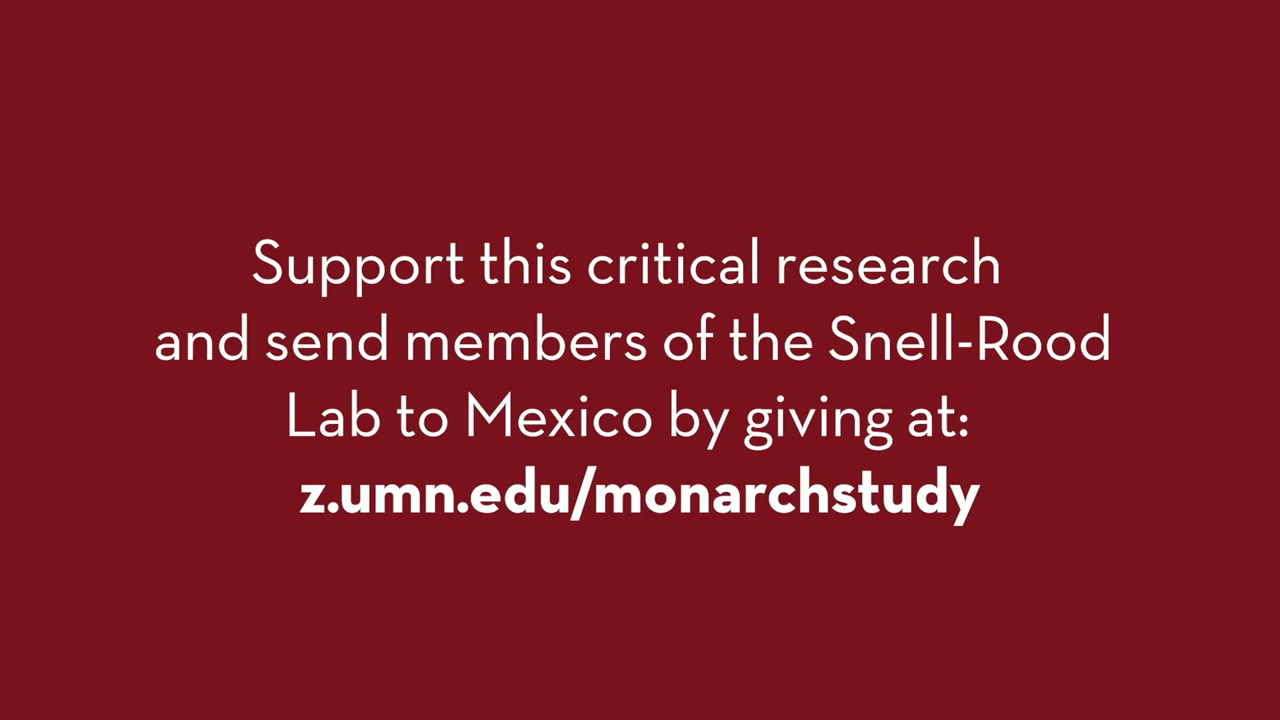 Support this critical research
and send members of the Snell-Rood
Lab to Mexico by giving at:
z.umn.edu/monarchstudy